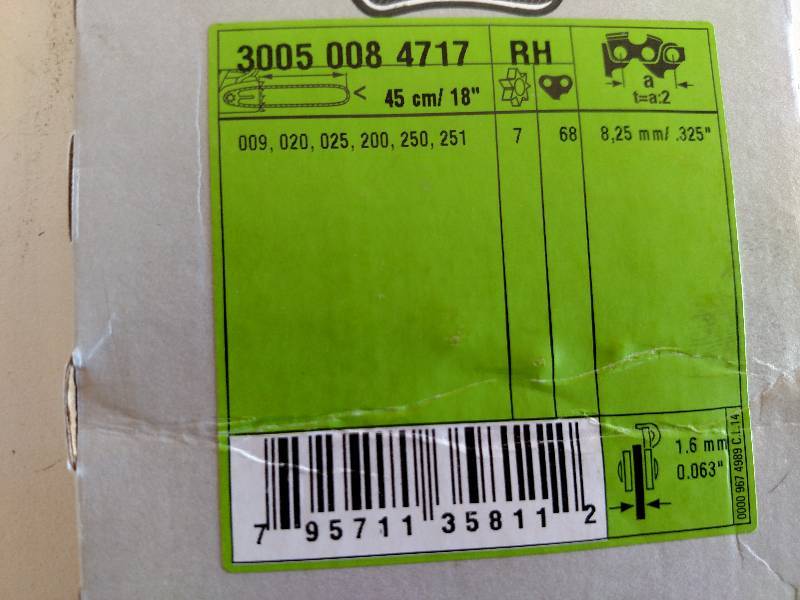 3005 008 4717 RH
45 cm/ 18"
a
t=a:2
009, 020, 025, 200, 250, 251 7 68 8,25 mm/ .325"
1.6 mm
0.063"
0000 967 4989 C.L.14
7 95711 35811 2